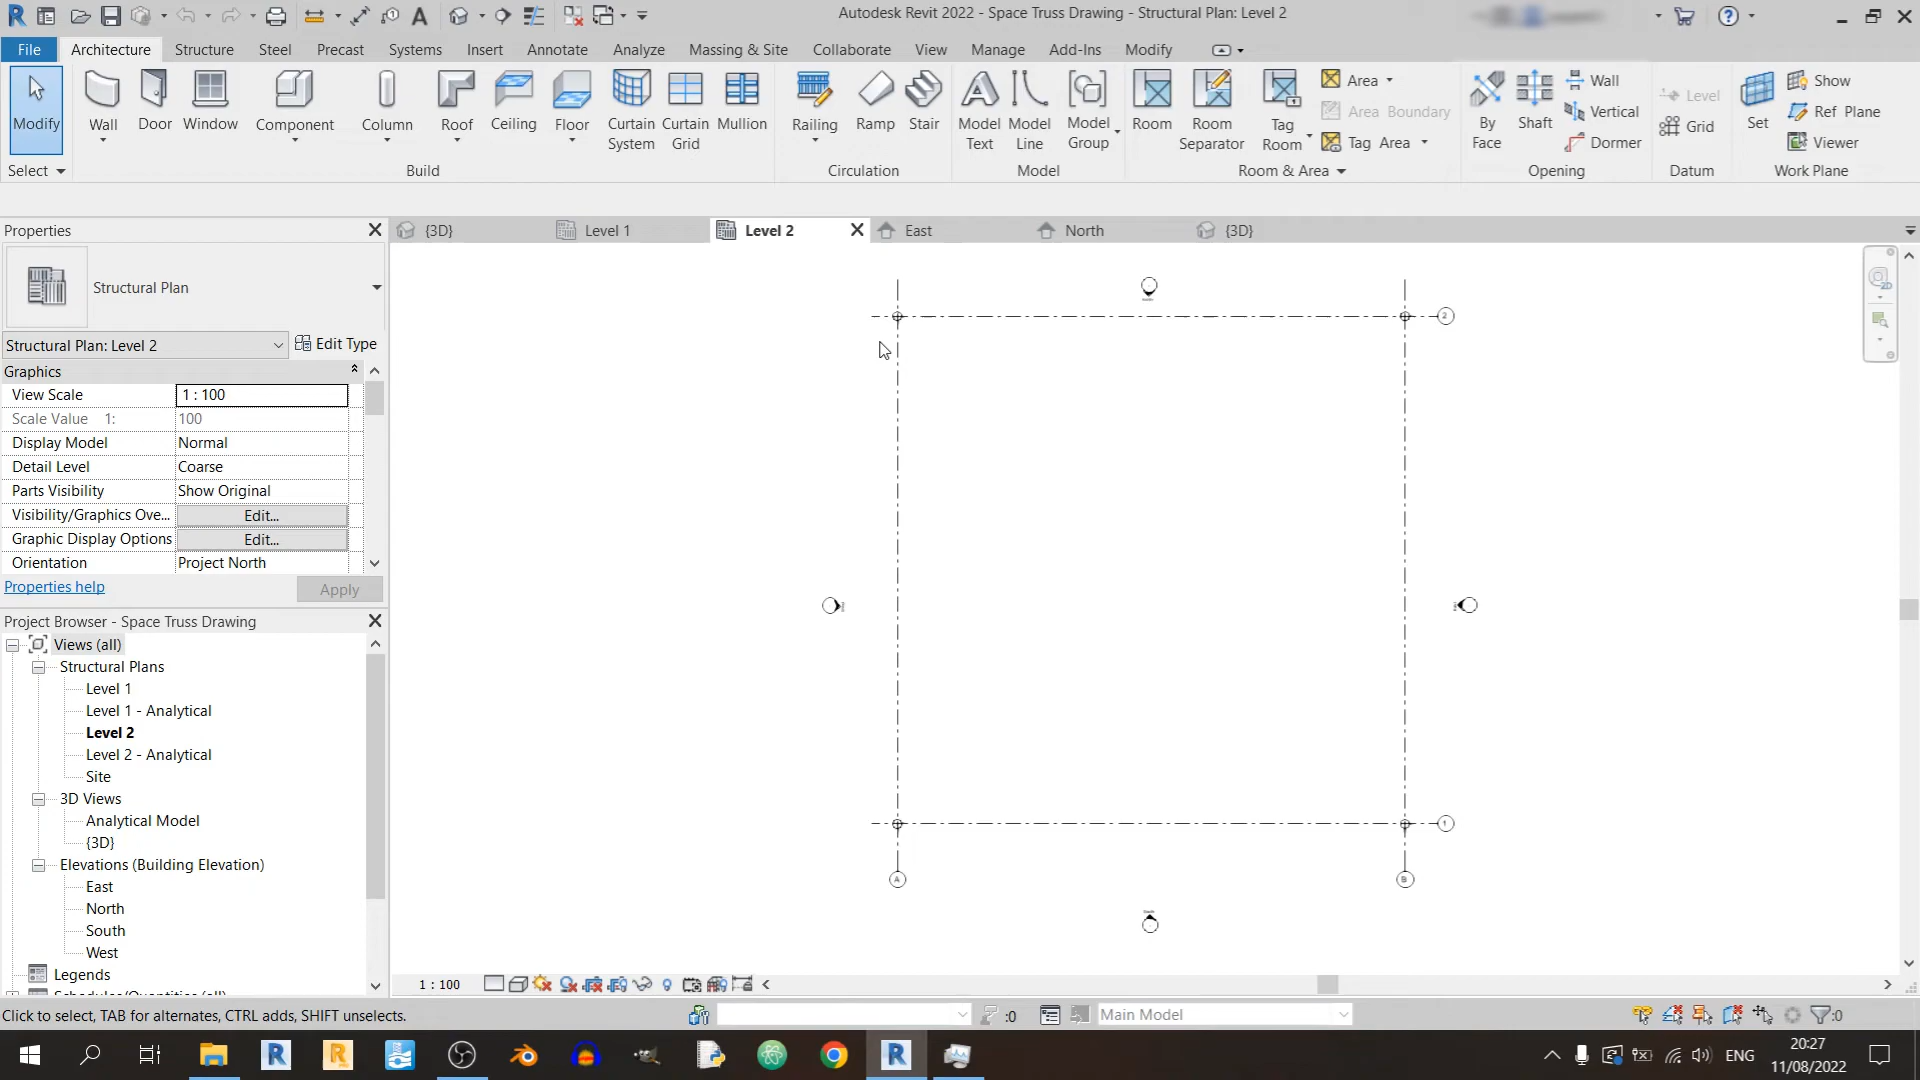 Autodesk Revit 2022 - Space Truss Drawing - Structural Plan: Level 2
File Architecture Structure Steel Precast Systems Insert Annotate Analyze Massing & Site Collaborate View Manage Add-Ins Modify
Modify Wall Door Window Component Column Roof Ceiling Floor Curtain System Curtain Grid Mullion Railing Ramp Stair Model Text Model Line Model Group Room Room Separator Tag Room
Area
Area Boundary
Tag Area
By Face Shaft Wall Vertical Dormer
Level
Grid
Set Show Ref Plane Viewer
Select Build Circulation Model Room & Area Opening Datum Work Plane
Properties
{3D} Level 1 Level 2 East North {3D}
Structural Plan
Structural Plan: Level 2 Edit Type
Graphics
View Scale 1 : 100
Scale Value 1: 100
Display Model Normal
Detail Level Coarse
Parts Visibility Show Original
Visibility/Graphics Ove... Edit...
Graphic Display Options Edit...
Orientation Project North
Properties help Apply
Project Browser - Space Truss Drawing
Views (all)
Structural Plans
Level 1
Level 1 - Analytical
Level 2
Level 2 - Analytical
Site
3D Views
Analytical Model
{3D}
Elevations (Building Elevation)
East
North
South
West
Legends
Schedules/Quantities (all)
2
1
A
B
2D
1 : 100
Click to select, TAB for alternates, CTRL adds, SHIFT unselects.
:0
Main Model
:0
ENG
20:27
11/08/2022